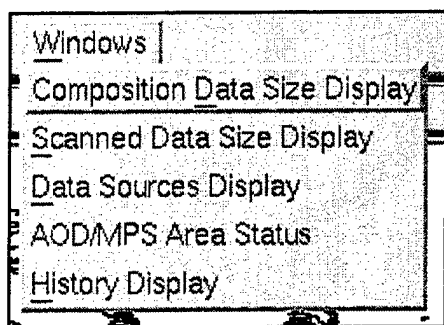 Windows
Composition Data Size Display
Scanned Data Size Display
Data Sources Display
AOD/MPS Area Status
History Display